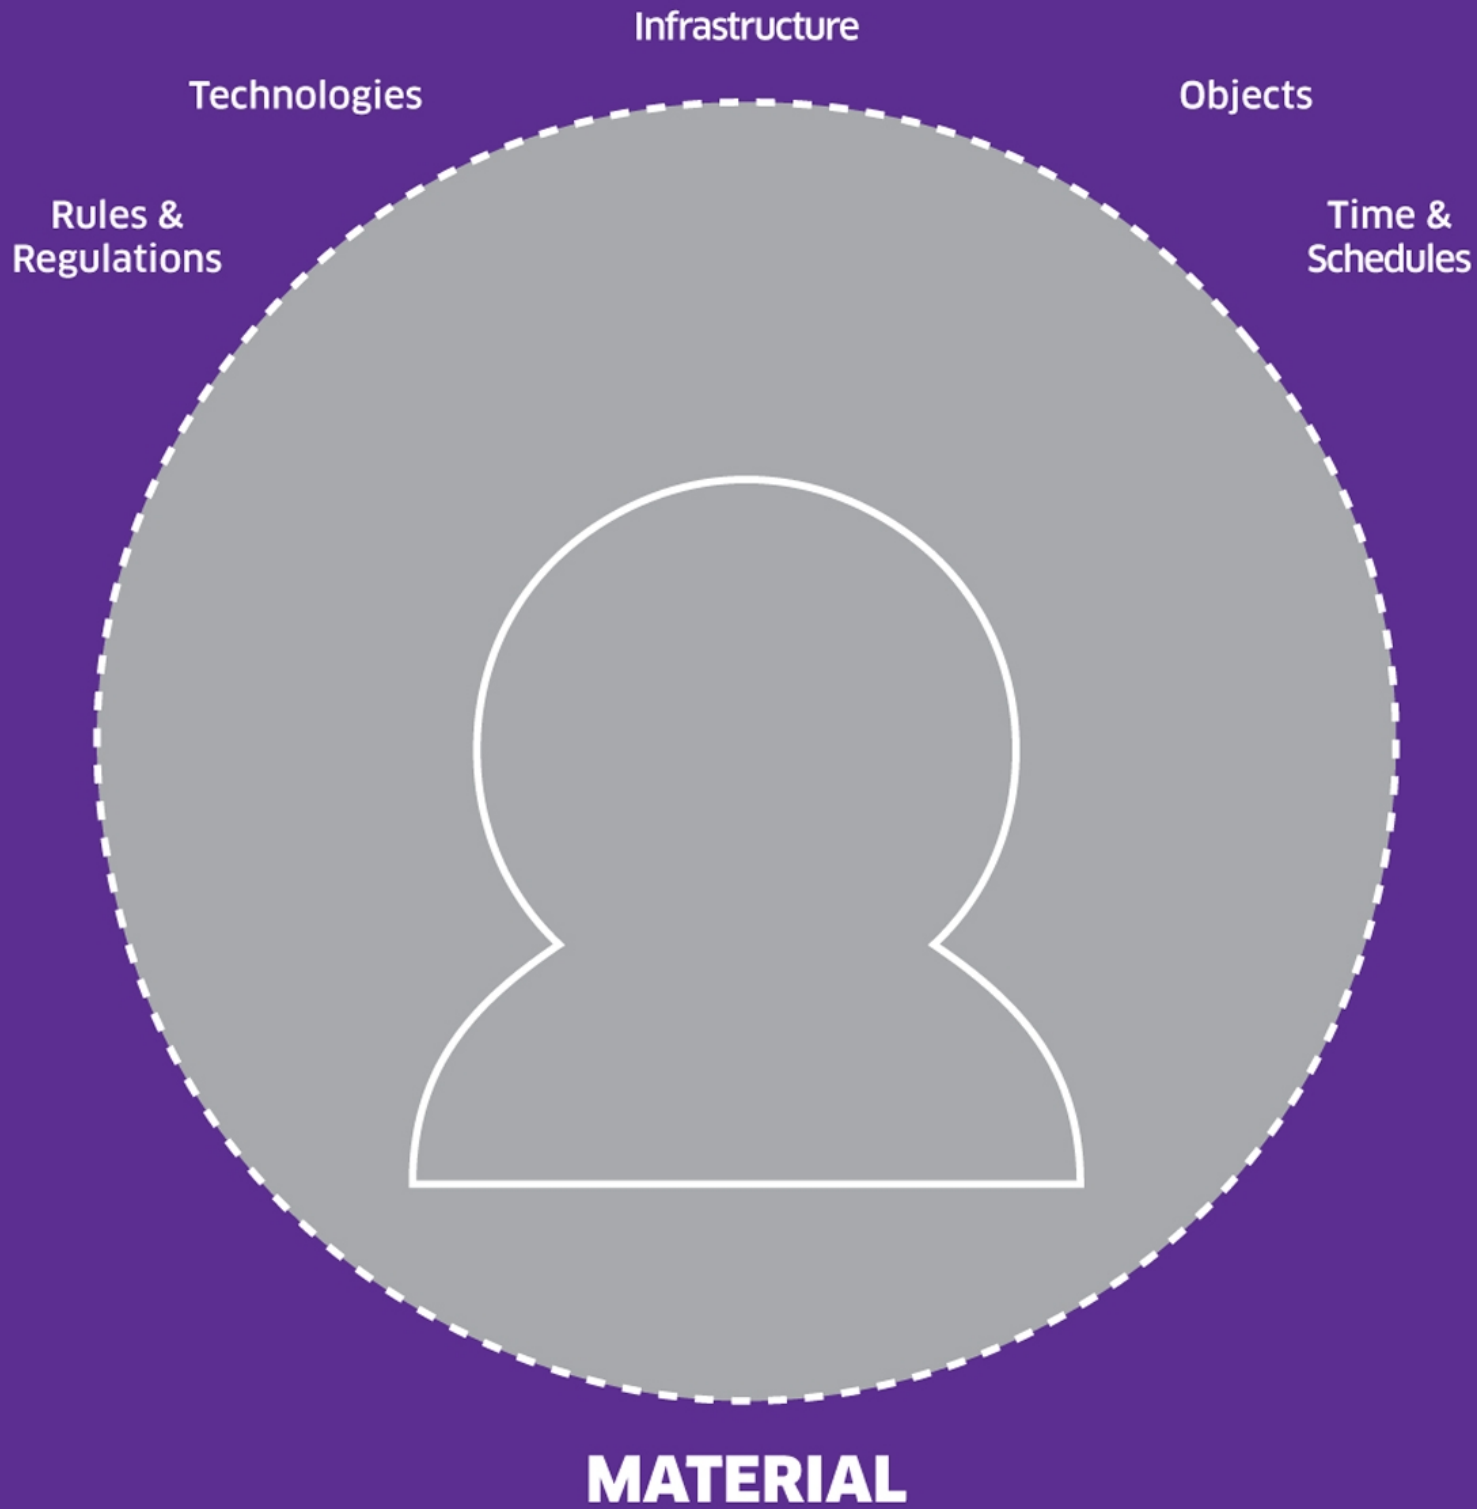 Infrastructure
Technologies
Objects
Rules &
Regulations
Time &
Schedules
MATERIAL